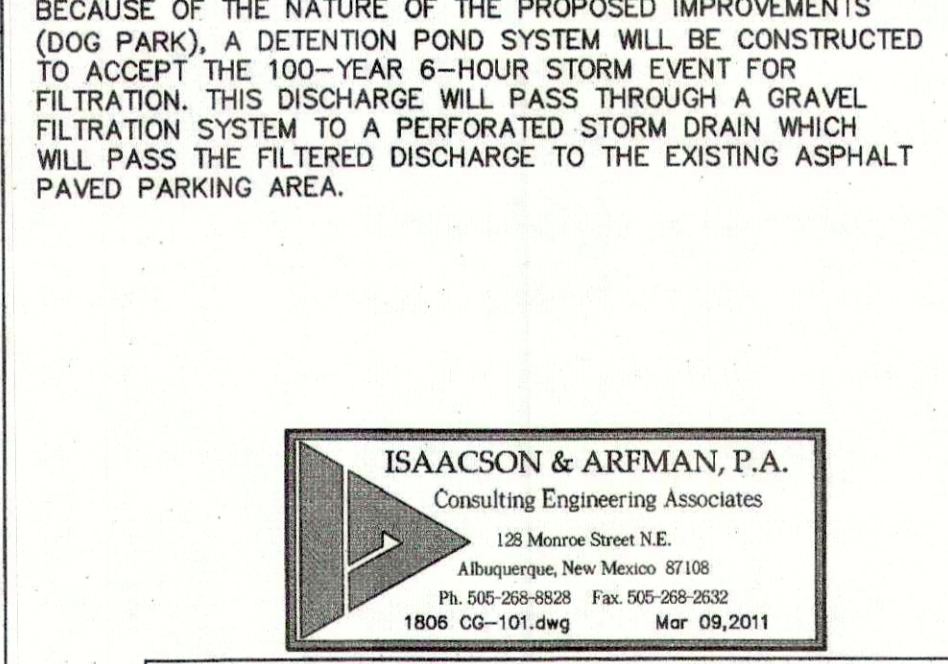 BECAUSE OF THE NATURE OF THE PROPOSED IMPROVEMENTS
(DOG PARK), A DETENTION POND SYSTEM WILL BE CONSTRUCTED
TO ACCEPT THE 100-YEAR 6-HOUR STORM EVENT FOR
FILTRATION. THIS DISCHARGE WILL PASS THROUGH A GRAVEL
FILTRATION SYSTEM TO A PERFORATED STORM DRAIN WHICH
WILL PASS THE FILTERED DISCHARGE TO THE EXISTING ASPHALT
PAVED PARKING AREA.
ISAACSON & ARFMAN, P.A.
Consulting Engineering Associates
128 Monroe Street N.E.
Albuquerque, New Mexico 87108
Ph. 505-268-8828 Fax. 505-268-2632
1806 CG-101.dwg Mar 09,2011